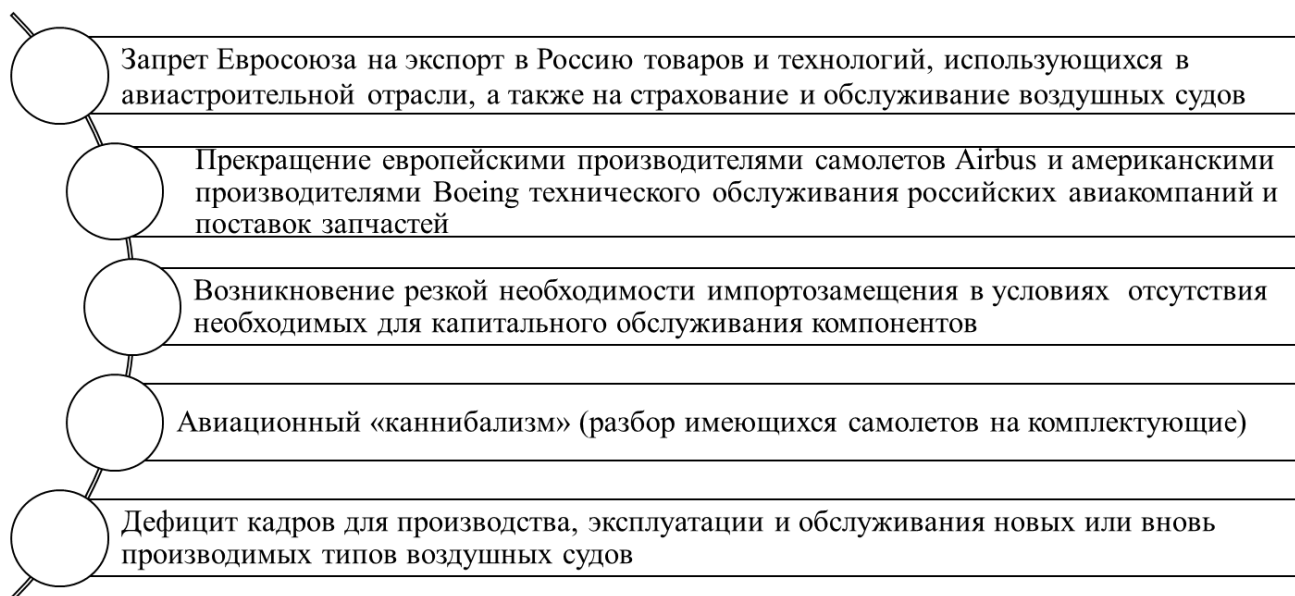 Запрет Евросоюза на экспорт в Россию товаров и технологий, использующихся в
авиастроительной отрасли, а также на страхование и обслуживание воздушных судов
Прекращение европейскими производителями самолетов Airbus и американскими
производителями Boeing технического обслуживания российских авиакомпаний и
поставок запчастей
Возникновение резкой необходимости импортозамещения в условиях отсутствия
необходимых для капитального обслуживания компонентов
Авиационный «каннибализм» (разбор имеющихся самолетов на комплектующие)
Дефицит кадров для производства, эксплуатации и обслуживания новых или вновь
производимых типов воздушных судов